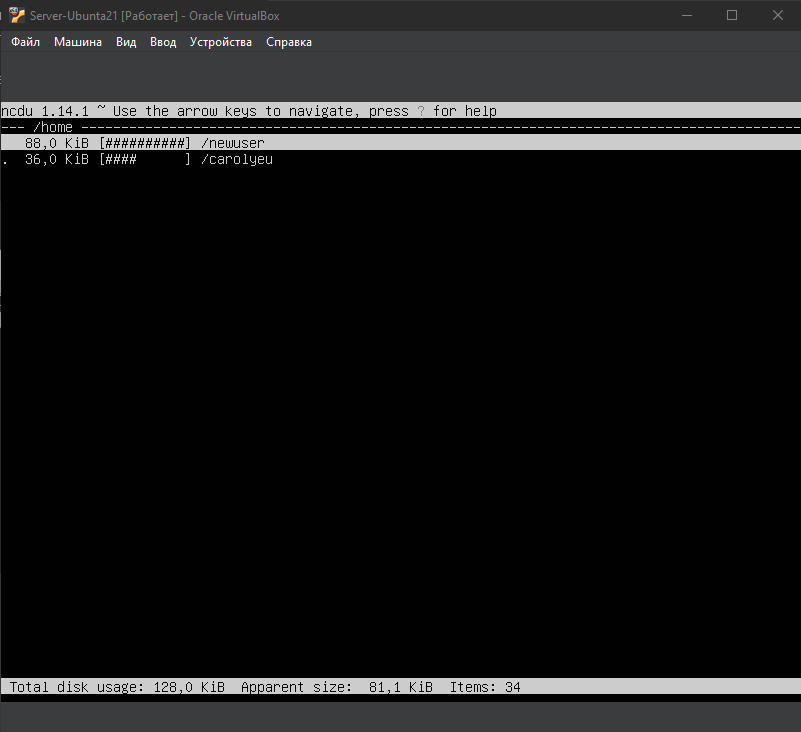 Server-Ubunta21 [Работает] - Oracle VirtualBox
Файл Машина Вид Ввод Устройства Справка
ncdu 1.14.1 ~ Use the arrow keys to navigate, press ? for help
--- /home ------------------------------------------------------------------------------------------
88,0 KiB [##########] /newuser
. 36,0 KiB [####      ] /carolyeu
Total disk usage: 128,0 KiB  Apparent size:  81,1 KiB  Items: 34